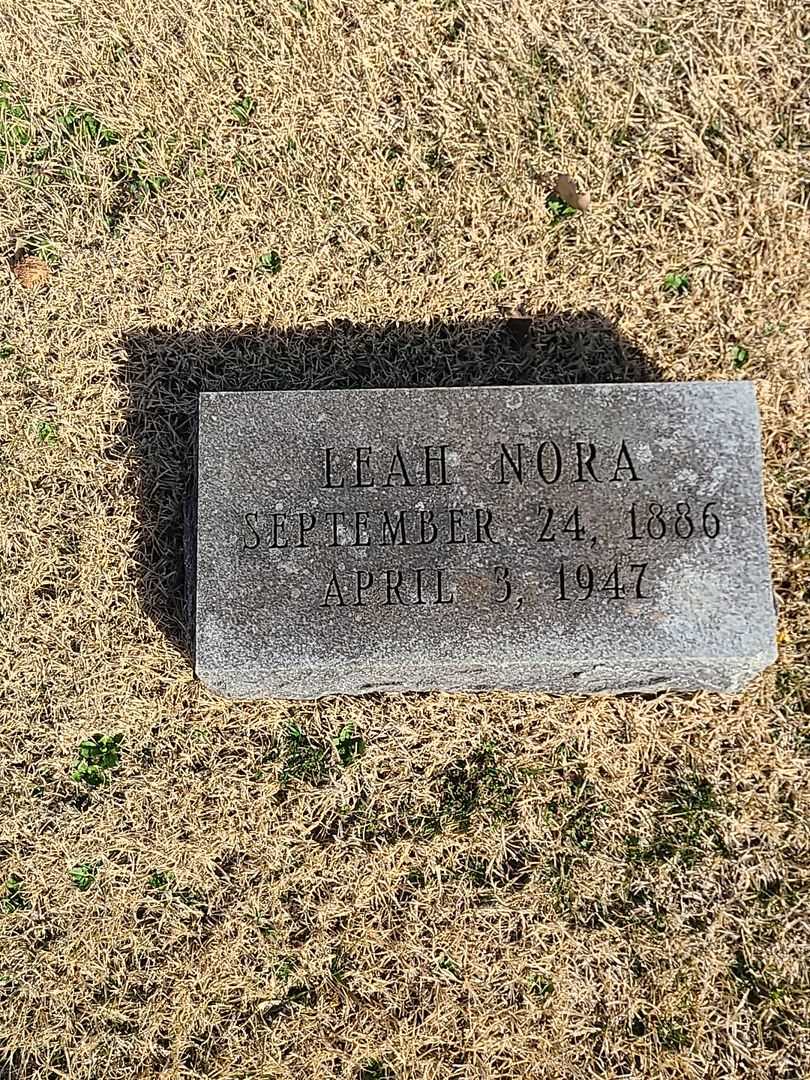 LEAH NORA
SEPTEMBER 24, 1886
APRIL 3, 1947